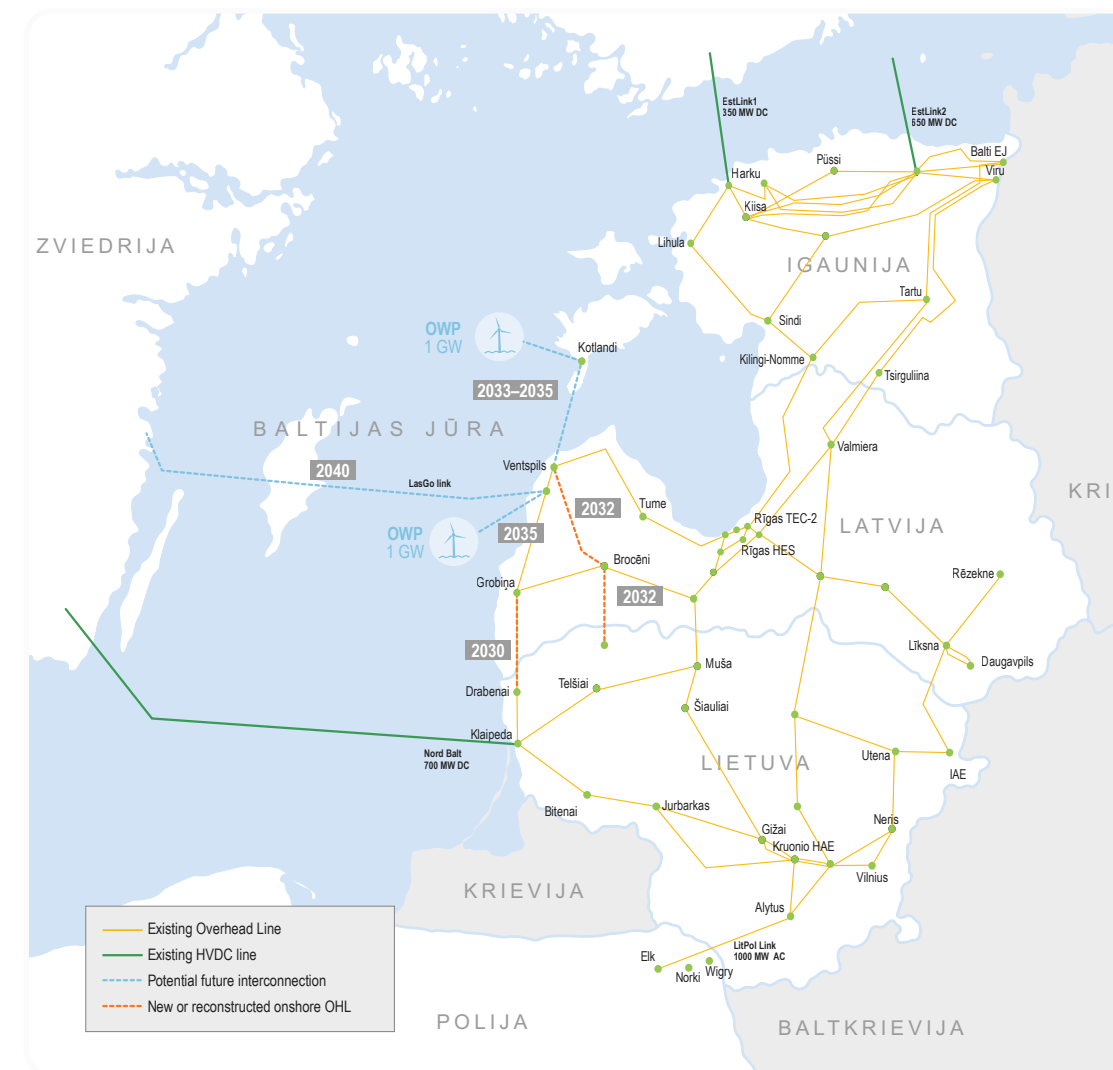 EstLink1
350 MW DC
EstLink2
650 MW DC
Balti EJ
Püssi
Harku
Viru
Kiisa
ZVIEDRIJA
Lihula
IGAUNIJA
Tartu
OWP
1 GW
Sindi
Kotlandi
Kilingi-Nomme
Tsirguliina
2033–2035
BALTIJAS JŪRA
Valmiera
2040
Ventspils
LasGo link
KRI
2032
Tume
Rīgas TEC-2
LATVIJA
OWP
1 GW
2035
Rīgas HES
Brocēni
Rēzekne
Grobiņa
2032
2030
Līksna
Daugavpils
Muša
Telšiai
Drabenai
Šiauliai
Klaipeda
Nord Balt
700 MW DC
LIETUVA
Utena
IAE
Bitenai
Jurbarkas
Gižai
Neris
Kruonio HAE
Vilnius
KRIEVIJA
Alytus
LitPol Link
1000 MW AC
Elk
Norki
Wigry
Existing Overhead Line
Existing HVDC line
Potential future interconnection
New or reconstructed onshore OHL
POLIJA
BALTKRIEVIJA